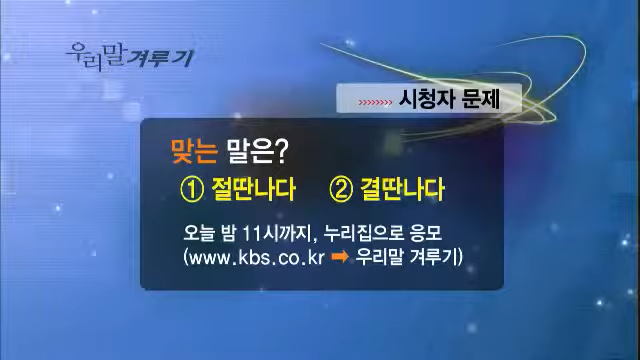 우리말 겨루기
»»»» 시청자 문제
맞는 말은?
① 절딴나다 ② 결딴나다
오늘 밤 11시까지, 누리집으로 응모
(www.kbs.co.kr ➡ 우리말 겨루기)